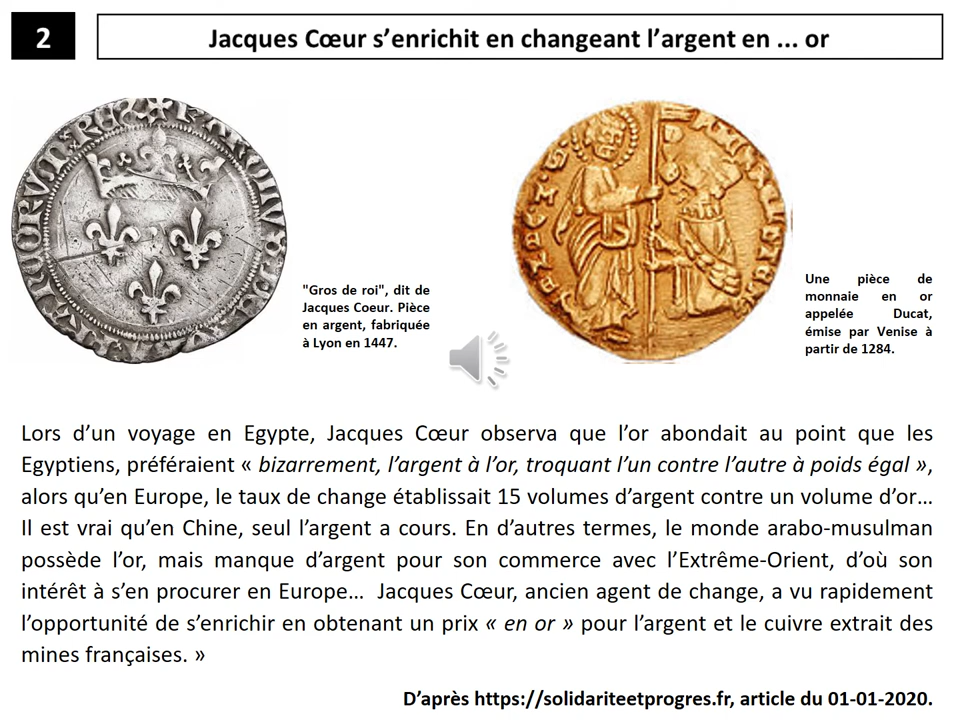 2
Jacques Cœur s’enrichit en changeant l’argent en ... or
"Gros de roi", dit de
Jacques Coeur. Pièce
en argent, fabriquée
à Lyon en 1447.
Une pièce de
monnaie en or
appelée Ducat,
émise par Venise à
partir de 1284.
Lors d’un voyage en Egypte, Jacques Cœur observa que l’or abondait au point que les
Egyptiens, préféraient « bizarrement, l’argent à l’or, troquant l’un contre l’autre à poids égal »,
alors qu’en Europe, le taux de change établissait 15 volumes d’argent contre un volume d’or…
Il est vrai qu’en Chine, seul l’argent a cours. En d’autres termes, le monde arabo-musulman
possède l’or, mais manque d’argent pour son commerce avec l’Extrême-Orient, d’où son
intérêt à s’en procurer en Europe… Jacques Cœur, ancien agent de change, a vu rapidement
l’opportunité de s’enrichir en obtenant un prix « en or » pour l’argent et le cuivre extrait des
mines françaises. »
D’après https://solidariteetprogres.fr, article du 01-01-2020.